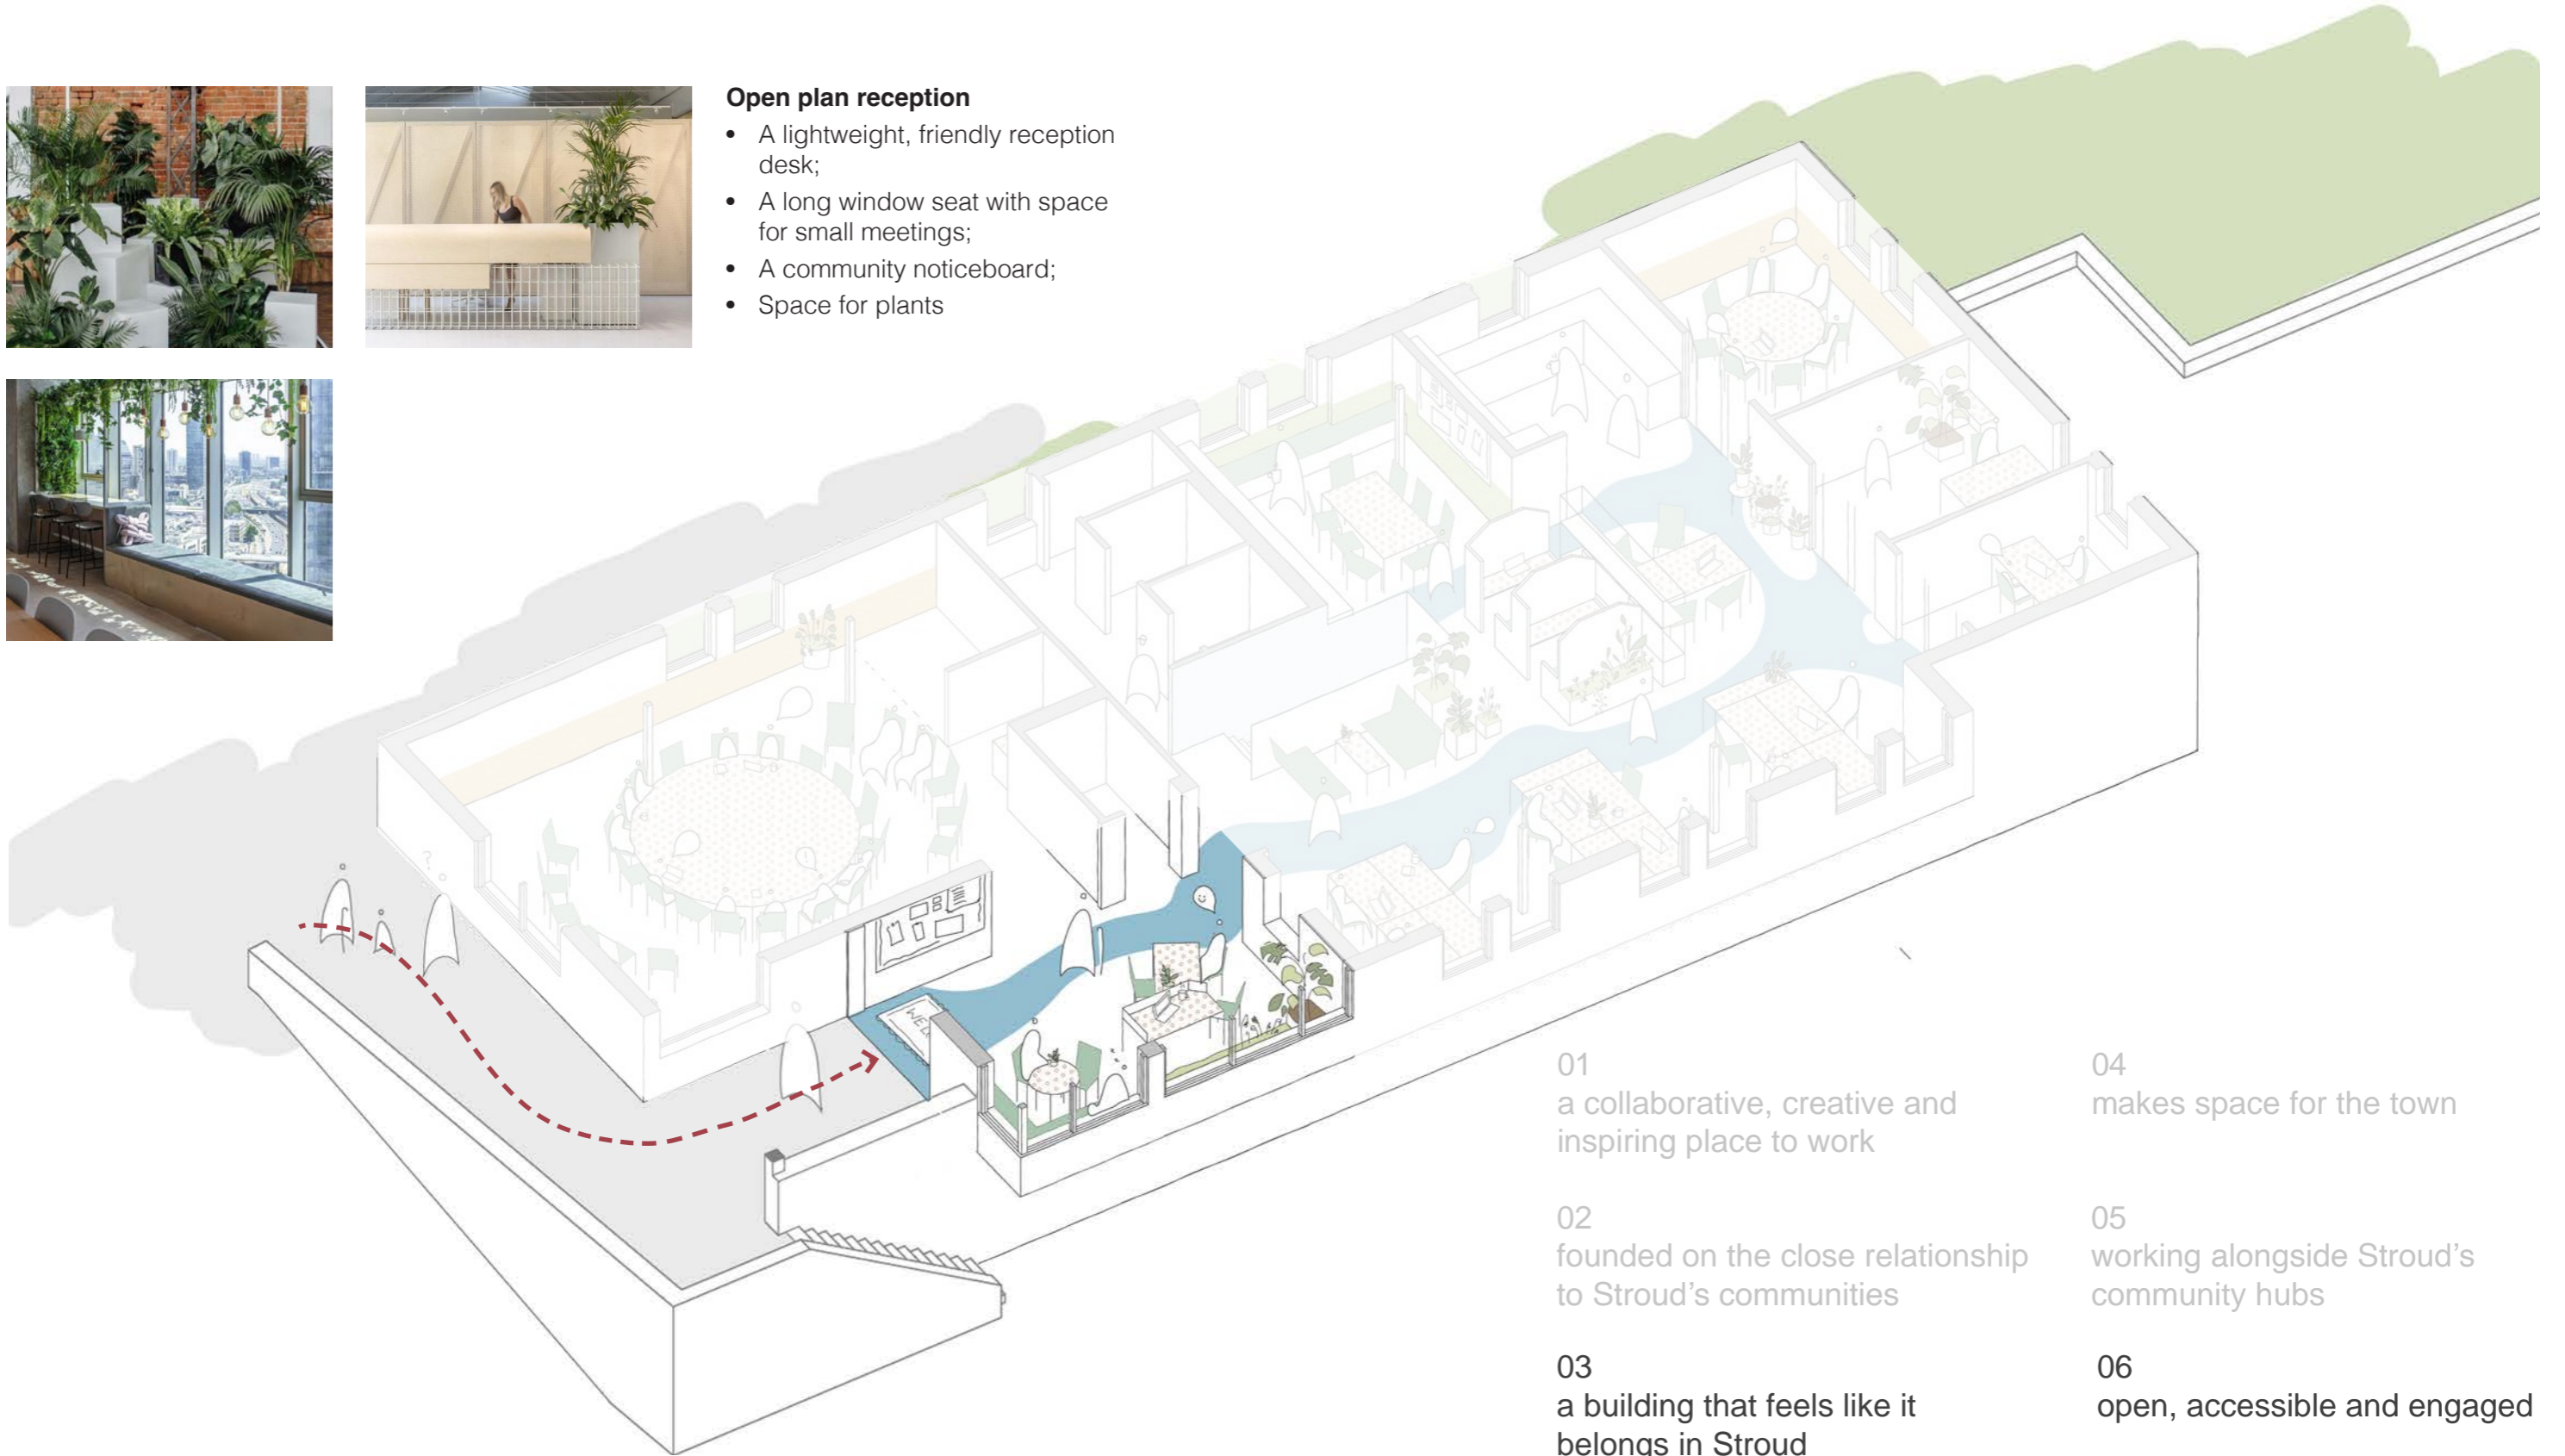 Open plan reception
• A lightweight, friendly reception
desk;
• A long window seat with space
for small meetings;
• A community noticeboard;
• Space for plants
01
a collaborative, creative and
inspiring place to work
02
founded on the close relationship
to Stroud’s communities
03
a building that feels like it
belongs in Stroud
04
makes space for the town
05
working alongside Stroud’s
community hubs
06
open, accessible and engaged